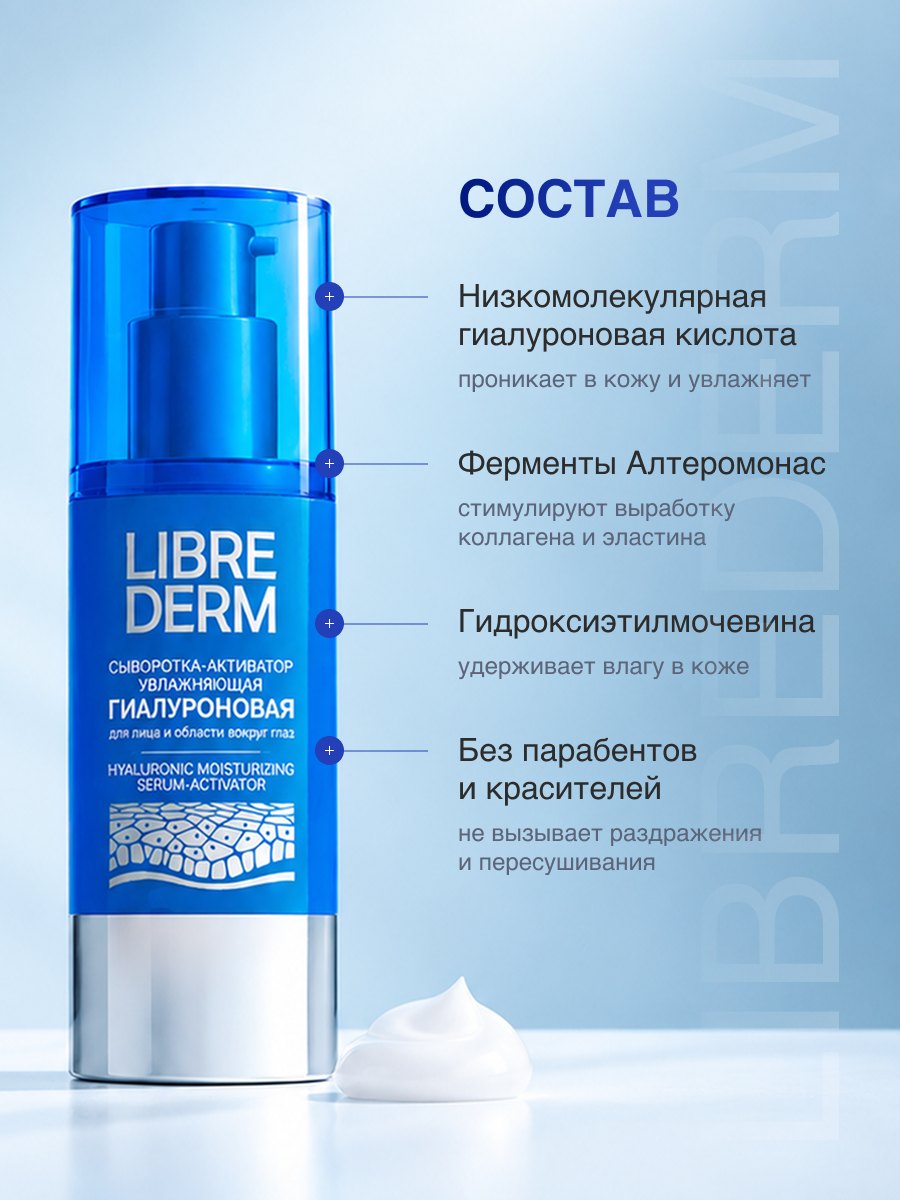 СОСТАВ
Низкомолекулярная
гиалуроновая кислота
проникает в кожу и увлажняет
Ферменты Алтеромонас
стимулируют выработку
коллагена и эластина
Гидроксиэтилмочевина
удерживает влагу в коже
Без парабентов
и красителей
не вызывает раздражения
и пересушивания
LIBRE
DERM
СЫВОРОТКА-АКТИВАТОР
УВЛАЖНЯЮЩАЯ
ГИАЛУРОНОВАЯ
для лица и области вокруг глаз
HYALURONIC MOISTURIZING
SERUM-ACTIVATOR
LIBREDERM